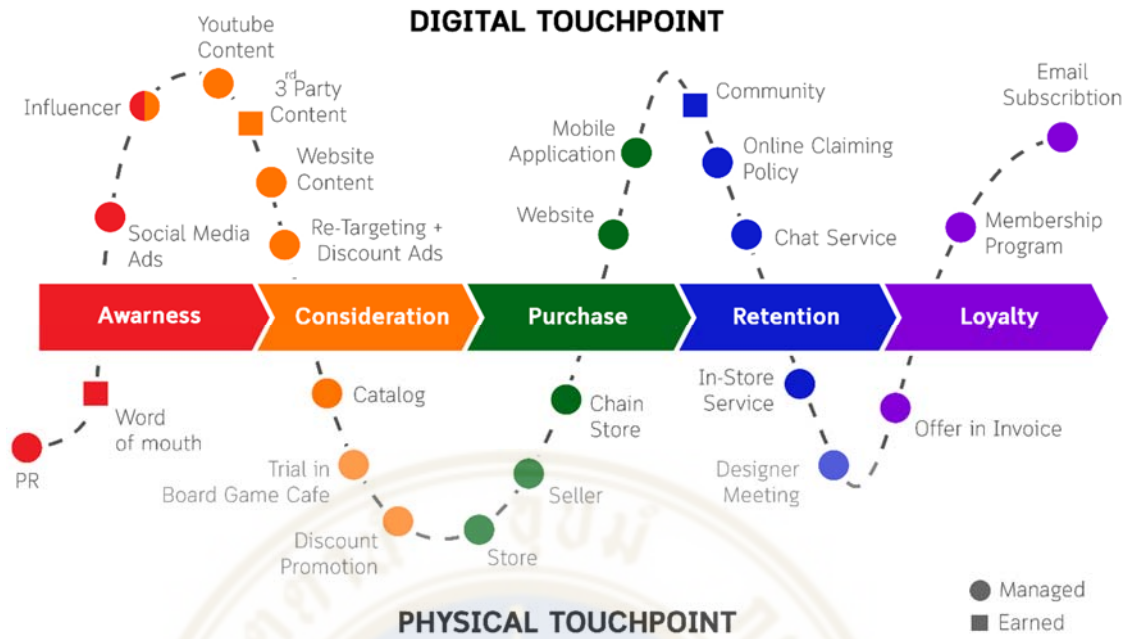 DIGITAL TOUCHPOINT
Youtube
Content
Influencer
3rd Party
Content
Website
Content
Social Media
Ads
Re-Targeting +
Discount Ads
Mobile
Application
Website
Community
Online Claiming
Policy
Chat Service
Email
Subscribtion
Membership
Program
Awarness
Consideration
Purchase
Retention
Loyalty
PR
Word
of mouth
Catalog
Trial in
Board Game Cafe
Discount
Promotion
Store
Seller
Chain
Store
In-Store
Service
Designer
Meeting
Offer in Invoice
Managed
Earned
PHYSICAL TOUCHPOINT